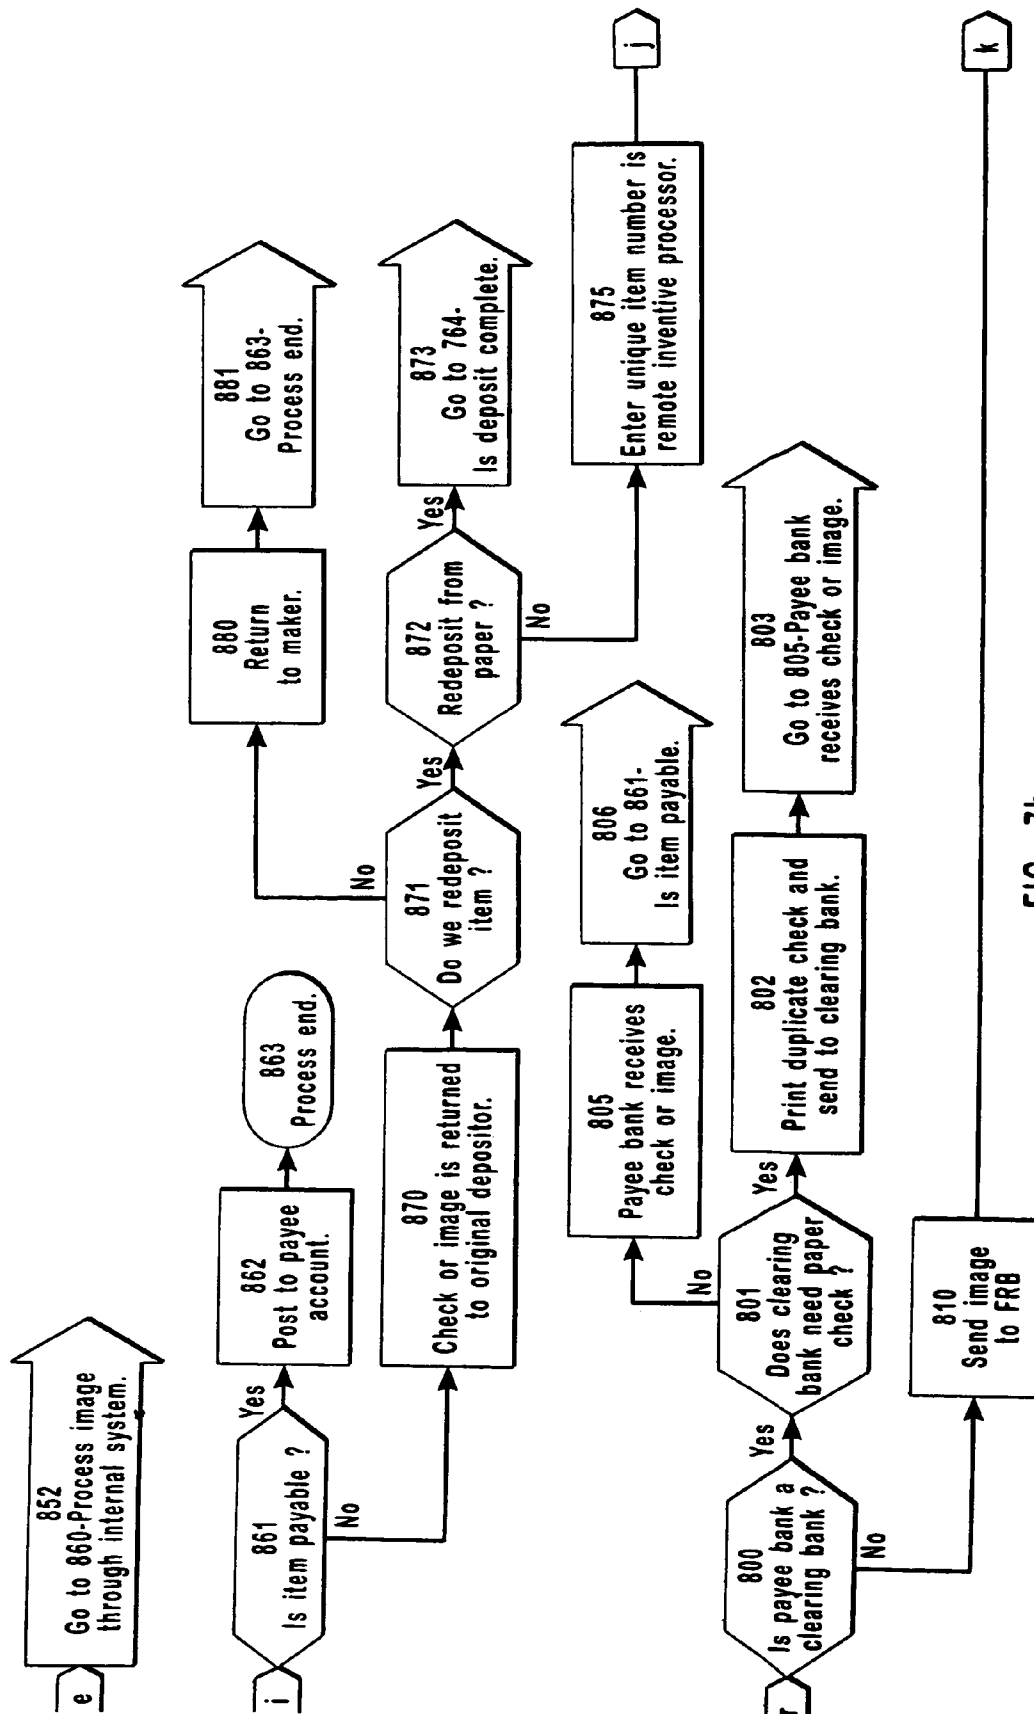 e
852
Go to 860-Process image
through internal system.
i
861
Is item payable ?
Yes
No
862
Post to payee
account.
863
Process end.
870
Check or image is returned
to original depositor.
871
Do we redeposit
item ?
No
Yes
880
Return
to maker.
881
Go to 863-
Process end.
872
Redeposit from
paper ?
Yes
No
873
Go to 764-
Is deposit complete.
875
Enter unique item number is
remote inventive processor.
j
800
Is payee bank a
clearing bank ?
Yes
No
801
Does clearing
bank need paper
check ?
No
Yes
805
Payee bank receives
check or image.
806
Go to 861-
Is item payable.
802
Print duplicate check and
send to clearing bank.
803
Go to 805-Payee bank
receives check or image.
810
Send image
to FRB
k